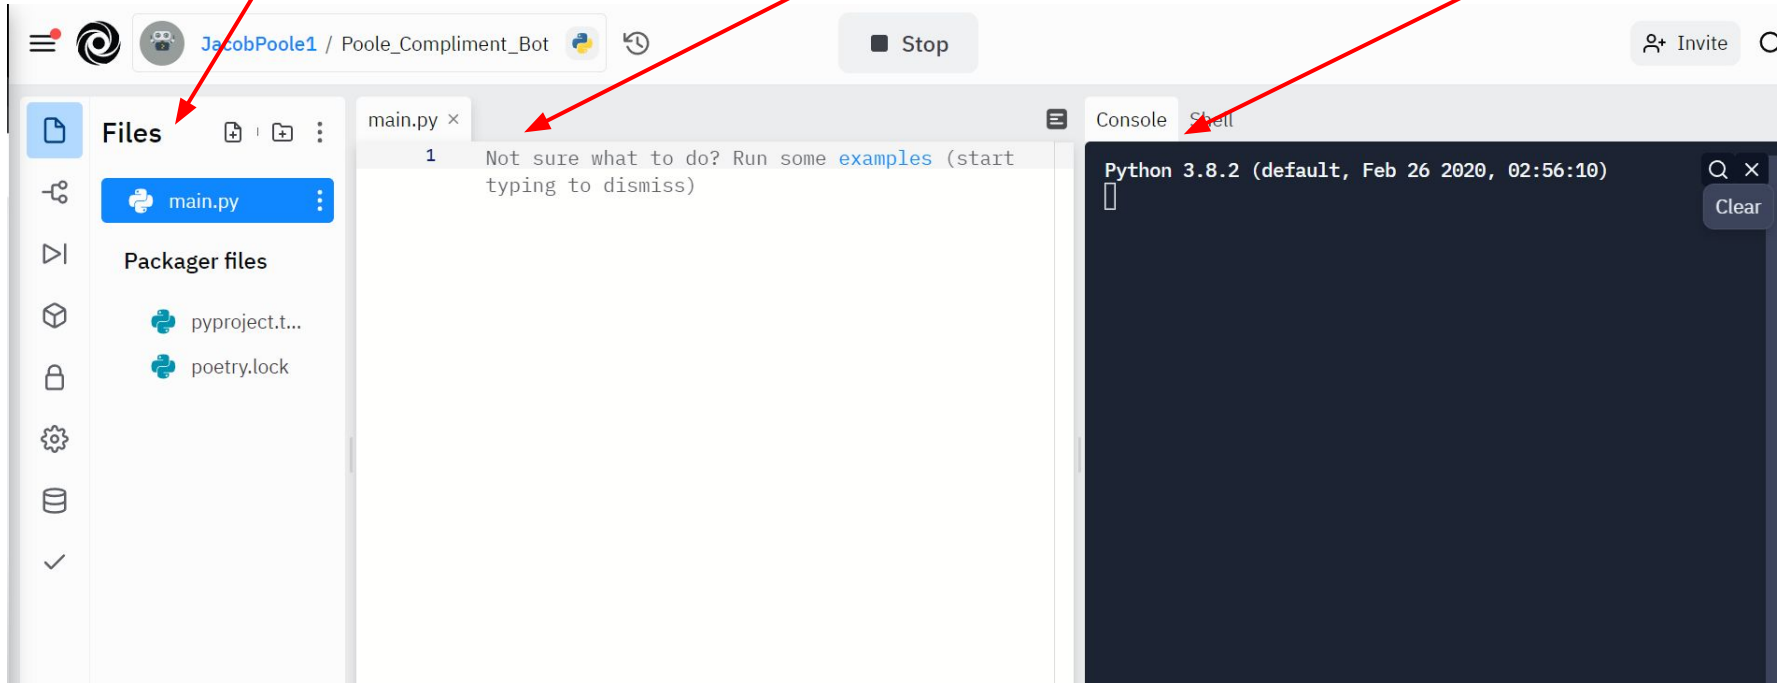 JacobPoole1 / Poole_Compliment_Bot
Stop
Invite
Files
main.py
Packager files
pyproject.t...
poetry.lock
main.py ×
1 Not sure what to do? Run some examples (start
typing to dismiss)
Console Shell
Python 3.8.2 (default, Feb 26 2020, 02:56:10)
Clear